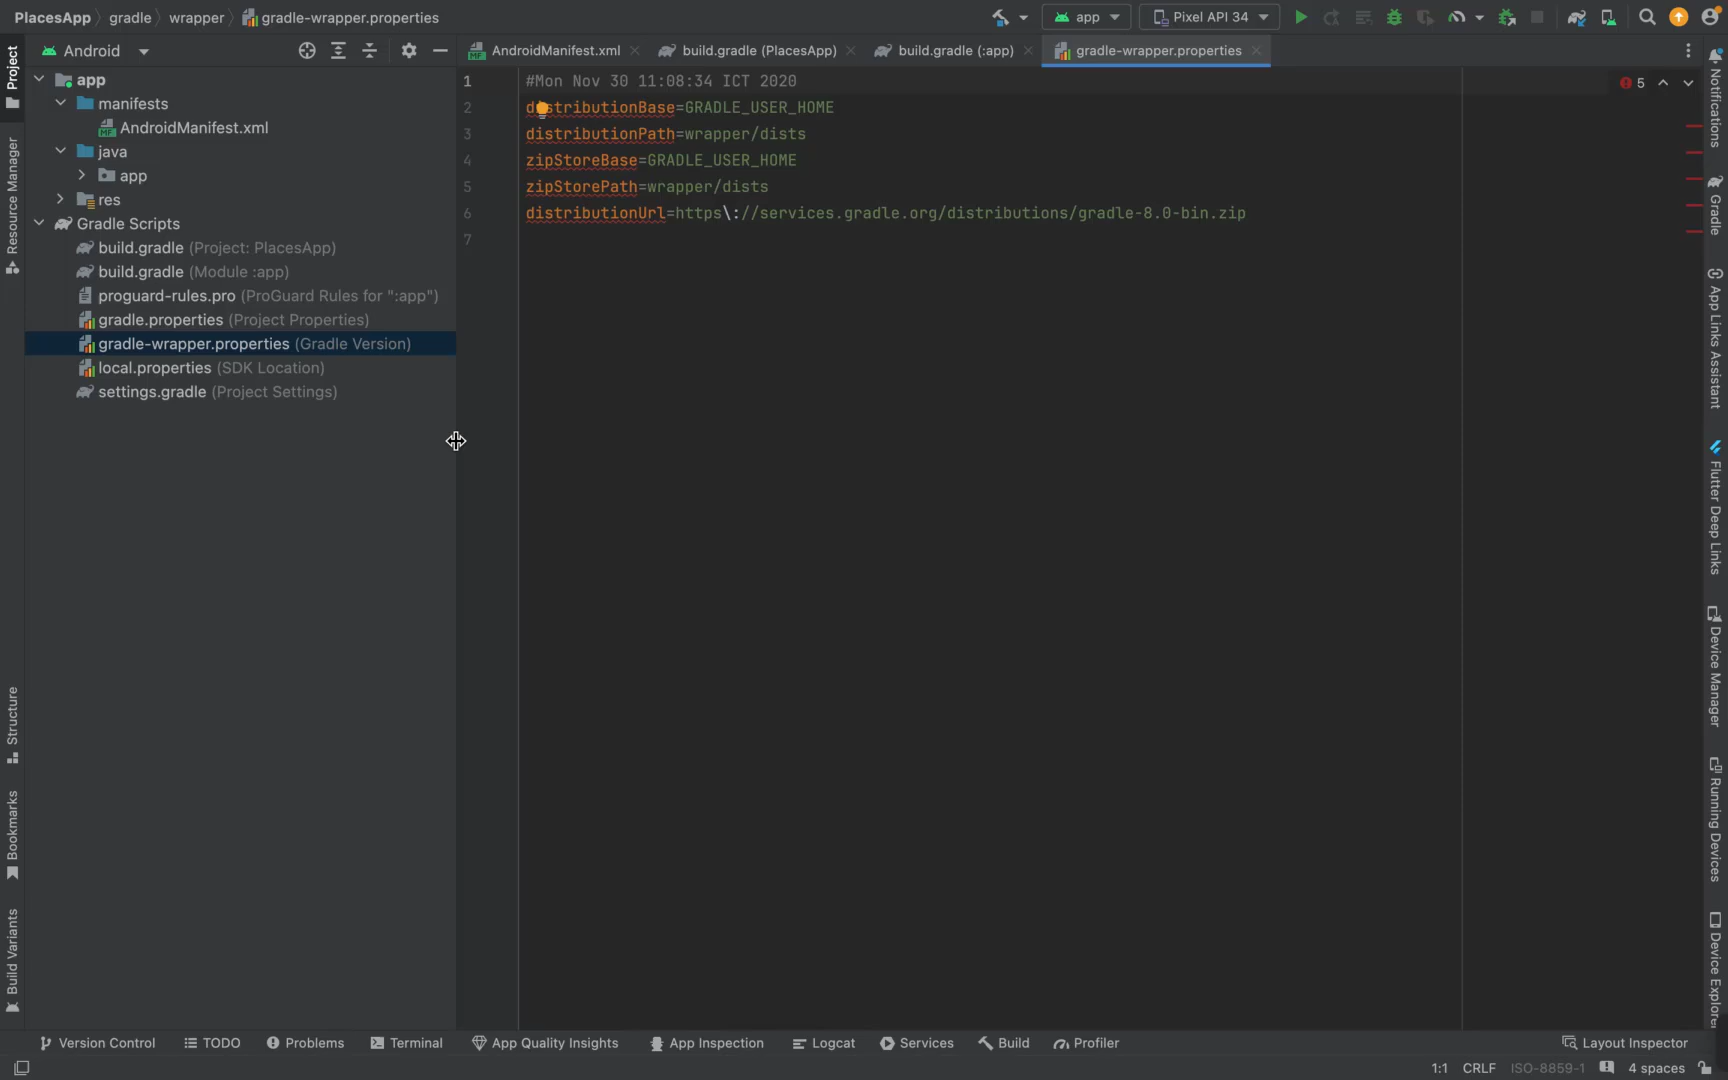 PlacesApp gradle wrapper gradle-wrapper.properties
app
Pixel API 34
Android
AndroidManifest.xml
build.gradle (PlacesApp)
build.gradle (:app)
gradle-wrapper.properties
Project
Resource Manager
Structure
Bookmarks
Build Variants
app
manifests
AndroidManifest.xml
java
app
res
Gradle Scripts
build.gradle (Project: PlacesApp)
build.gradle (Module :app)
proguard-rules.pro (ProGuard Rules for ":app")
gradle.properties (Project Properties)
gradle-wrapper.properties (Gradle Version)
local.properties (SDK Location)
settings.gradle (Project Settings)
1 #Mon Nov 30 11:08:34 ICT 2020
2 distributionBase=GRADLE_USER_HOME
3 distributionPath=wrapper/dists
4 zipStoreBase=GRADLE_USER_HOME
5 zipStorePath=wrapper/dists
6 distributionUrl=https\://services.gradle.org/distributions/gradle-8.0-bin.zip
7
5
Notifications
Gradle
App Links Assistant
Flutter Deep Links
Device Manager
Running Devices
Device Explorer
Version Control
TODO
Problems
Terminal
App Quality Insights
App Inspection
Logcat
Services
Build
Profiler
Layout Inspector
1:1 CRLF ISO-8859-1 4 spaces